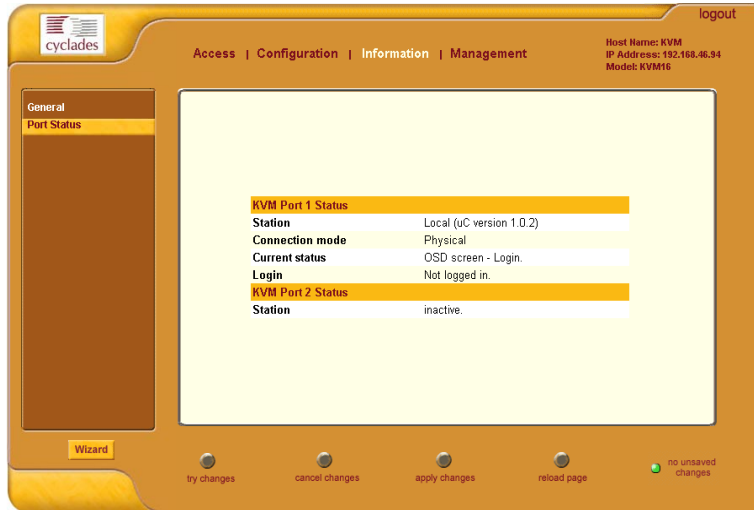 logout
cyclades
Access | Configuration | Information | Management
Host Name: KVM
IP Address: 192.168.46.94
Model: KVM16
General
Port Status
KVM Port 1 Status
Station Local (uC version 1.0.2)
Connection mode Physical
Current status OSD screen - Login.
Login Not logged in.
KVM Port 2 Status
Station inactive.
Wizard
try changes
cancel changes
apply changes
reload page
no unsaved
changes